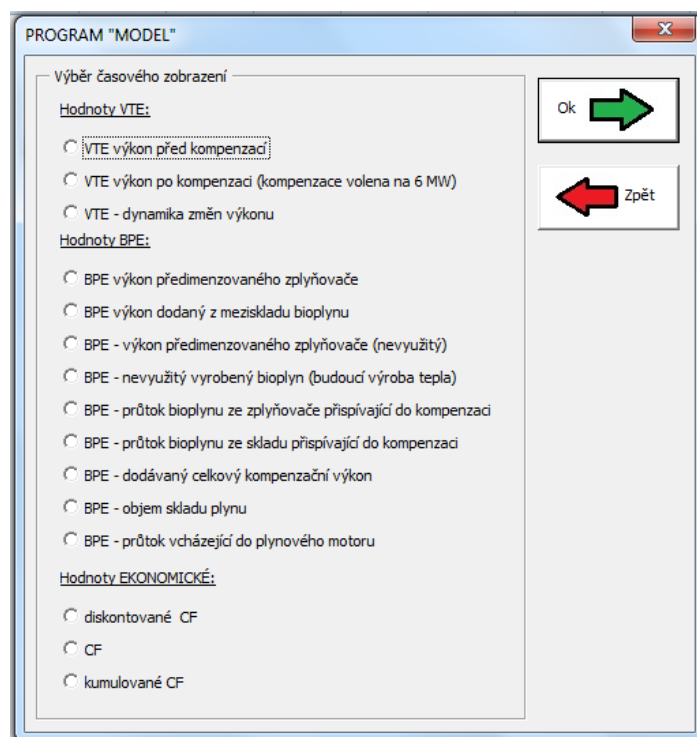 PROGRAM "MODEL"
Výběr časového zobrazení
Hodnoty VTE:
VTE výkon před kompenzací
VTE výkon po kompenzaci (kompenzace volena na 6 MW)
VTE - dynamika změn výkonu
Hodnoty BPE:
BPE výkon předimenzovaného zplyňovače
BPE výkon dodaný z meziskladu bioplynu
BPE - výkon předimenzovaného zplyňovače (nevyužitý)
BPE - nevyužitý vyrobený bioplyn (budoucí výroba tepla)
BPE - průtok bioplynu ze zplyňovače přispívající do kompenzaci
BPE - průtok bioplynu ze skladu přispívající do kompenzaci
BPE - dodávaný celkový kompenzační výkon
BPE - objem skladu plynu
BPE - průtok vcházející do plynového motoru
Hodnoty EKONOMICKÉ:
diskontované CF
CF
kumulované CF
Ok
Zpět